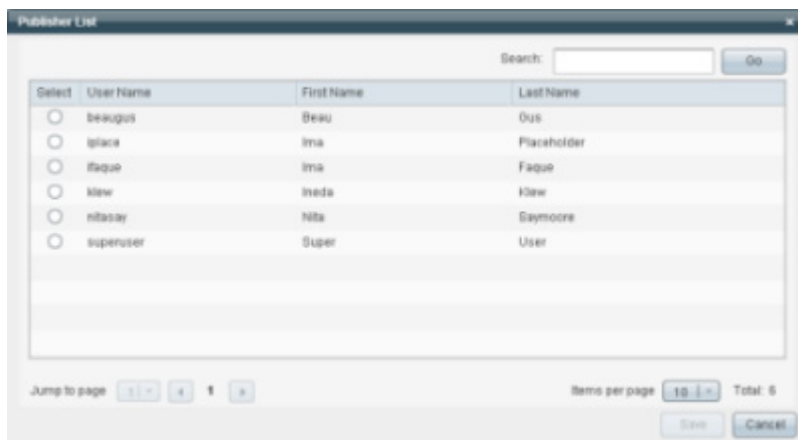 Publisher List
Search: Go
Select User Name First Name Last Name
beaugus Beau Gus
iplace Ima Placeholder
ifaque Ima Faque
klew Ineda Klew
nitasay Nita Saymoore
superuser Super User
Jump to page 1 1 Items per page 10 Total: 6
Save Cancel